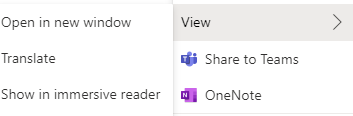 Open in new window
Translate
Show in immersive reader
View
Share to Teams
OneNote